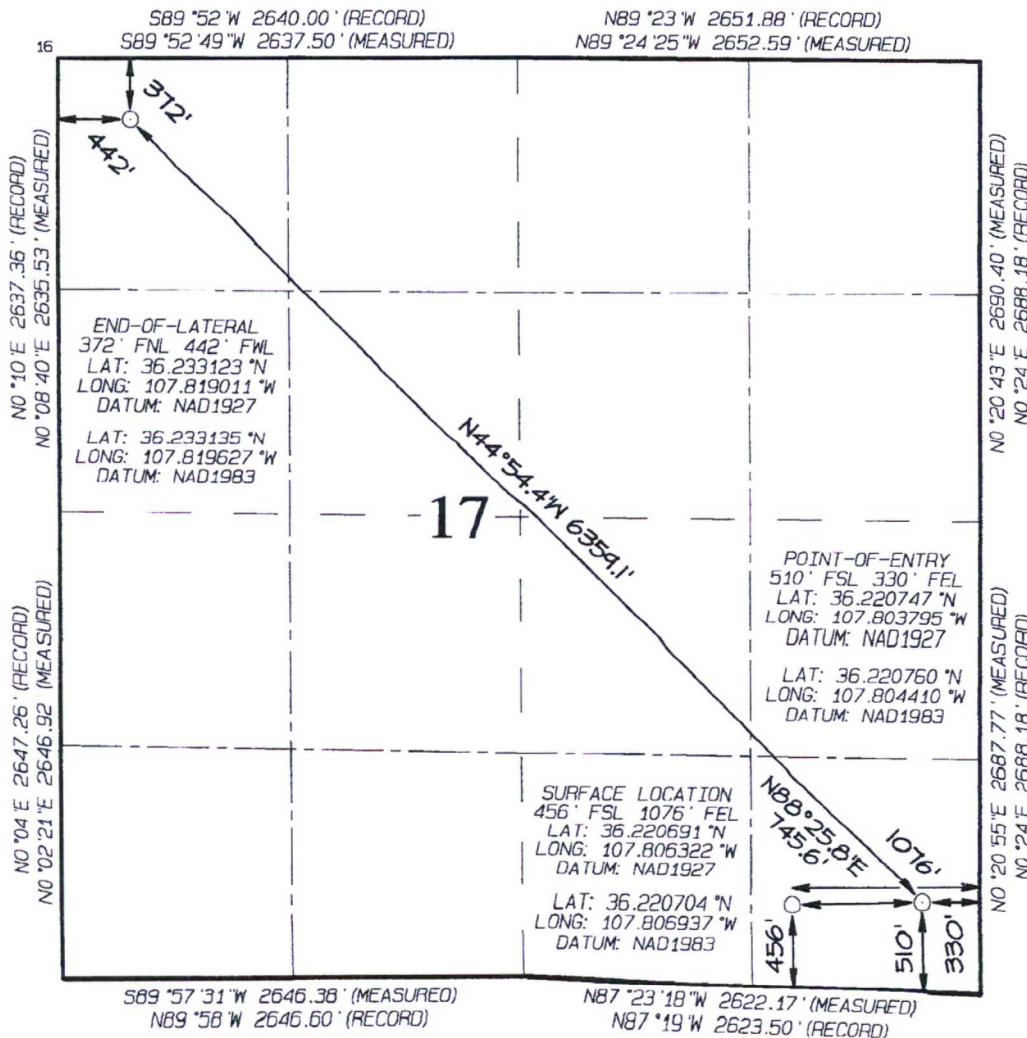 S89°52'W 2640.00' (RECORD)
S89°52'49"W 2637.50' (MEASURED)
N89°23'W 2651.88' (RECORD)
N89°24'25"W 2652.59' (MEASURED)
16
372'
442'
N0°10'E 2637.36' (RECORD)
N0°08'40"E 2635.53' (MEASURED)
N0°20'43"E 2690.40' (MEASURED)
N0°24'E 2688.18' (RECORD)
END-OF-LATERAL
372' FNL 442' FWL
LAT: 36.233123°N
LONG: 107.819011°W
DATUM: NAD1927
LAT: 36.233135°N
LONG: 107.819627°W
DATUM: NAD1983
N44°54.4'W 6359.1'
17
POINT-OF-ENTRY
510' FSL 330' FEL
LAT: 36.220747°N
LONG: 107.803795°W
DATUM: NAD1927
LAT: 36.220760°N
LONG: 107.804410°W
DATUM: NAD1983
N0°04'E 2647.26' (RECORD)
N0°02'21"E 2646.92 (MEASURED)
N0°20'55"E 2687.77' (MEASURED)
N0°24'E 2688.18' (RECORD)
SURFACE LOCATION
456' FSL 1076' FEL
LAT: 36.220691°N
LONG: 107.806322°W
DATUM: NAD1927
LAT: 36.220704°N
LONG: 107.806937°W
DATUM: NAD1983
N88°25.8'E
745.6'
1076'
456'
510'
330'
S89°57'31"W 2646.38' (MEASURED)
N89°58'W 2646.60' (RECORD)
N87°23'18"W 2622.17' (MEASURED)
N87°19'W 2623.50' (RECORD)